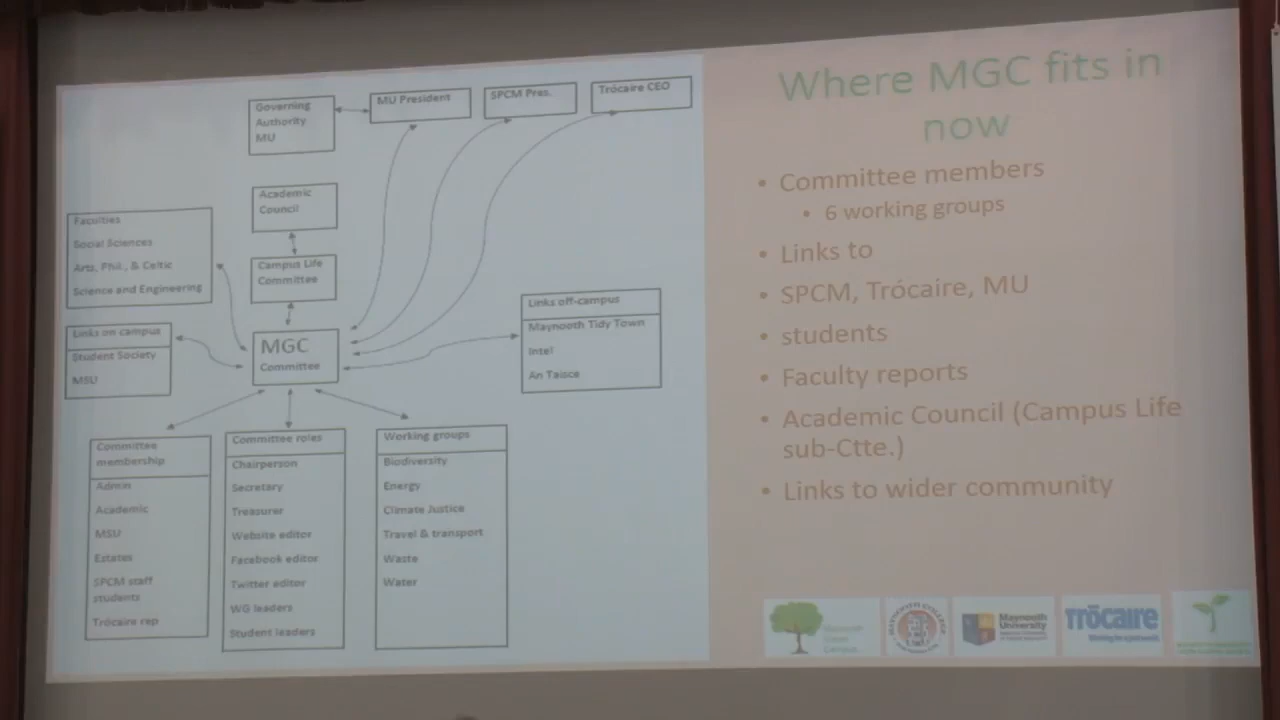 Where MGC fits in
now
Governing
Authority
MU
MU President
SPCM Pres.
Trócaire CEO
Academic
Council
Campus Life
Committee
MGC
Committee
Faculties
Social Sciences
Arts, Phil., & Celtic
Science and Engineering
Links on campus
Student Society
MSU
Links off-campus
Maynooth Tidy Town
Intel
An Taisce
Committee
membership
Admin
Academic
MSU
Estates
SPCM staff
students
Trócaire rep
Committee roles
Chairperson
Secretary
Treasurer
Website editor
Facebook editor
Twitter editor
WG leaders
Student leaders
Working groups
Biodiversity
Energy
Climate Justice
Travel & transport
Waste
Water
• Committee members
• 6 working groups
• Links to
• SPCM, Trócaire, MU
• students
• Faculty reports
• Academic Council (Campus Life
sub-Ctte.)
• Links to wider community
Maynooth
Green
Campus
Maynooth
University
Trócaire